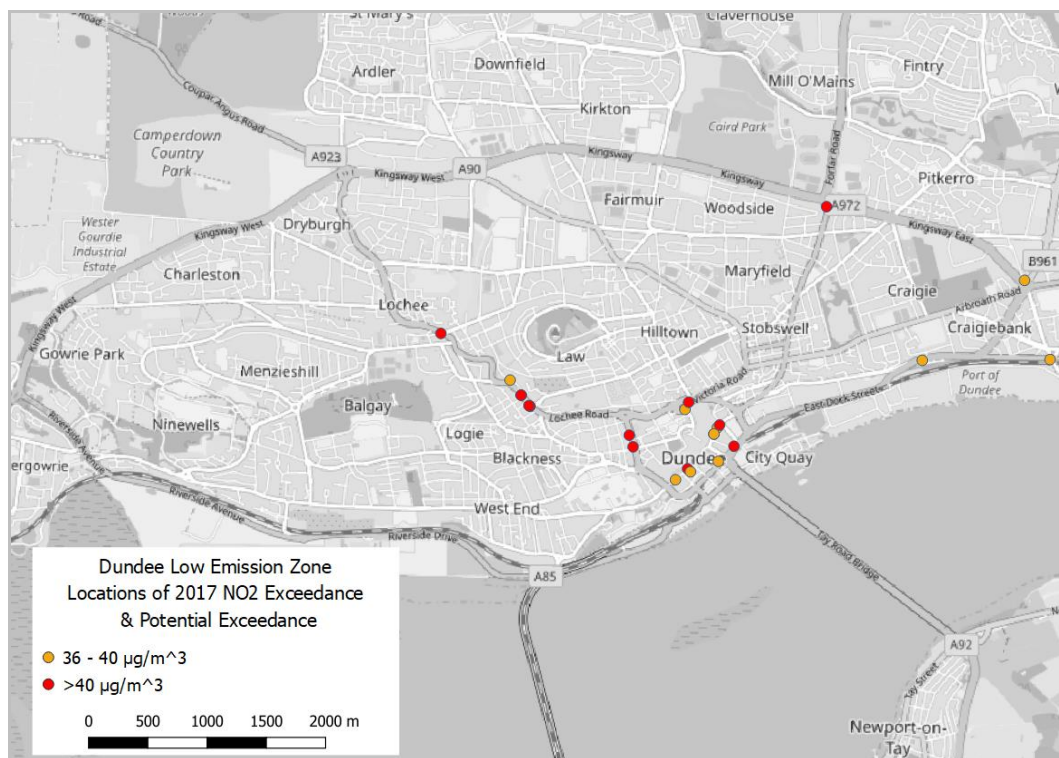 St Mary's
Claverhouse
Downfield
Ardler
Fintry
Mill O'Mains
Coupar Angus Road
Kirkton
Camperdown
Country
Park
Caird Park
Forfar Road
A923
Kingsway West
A90
Kingsway
Pitkerro
Fairmuir
Woodside
A972
Kingsway East
Wester
Gourdie
Industrial
Estate
Kingsway West
Dryburgh
B961
Charleston
Maryfield
Craigie
Arbroath Road
Lochee
Hilltown
Stobswell
Craigiebank
Kingsway West
Gowrie Park
Law
Menzieshill
Port of
Dundee
East Dock Street
Balgay
Victoria Road
Lochee Road
Ninewells
Logie
Riverside Avenue
Blackness
Dundee
City Quay
ergowrie
Riverside Avenue
West End
Riverside Drive
Tay Road Bridge
A85
Dundee Low Emission Zone
Locations of 2017 NO2 Exceedance
& Potential Exceedance
36 - 40 µg/m^3
>40 µg/m^3
0 500 1000 1500 2000 m
A92
Tay Street
Newport-on-
Tay